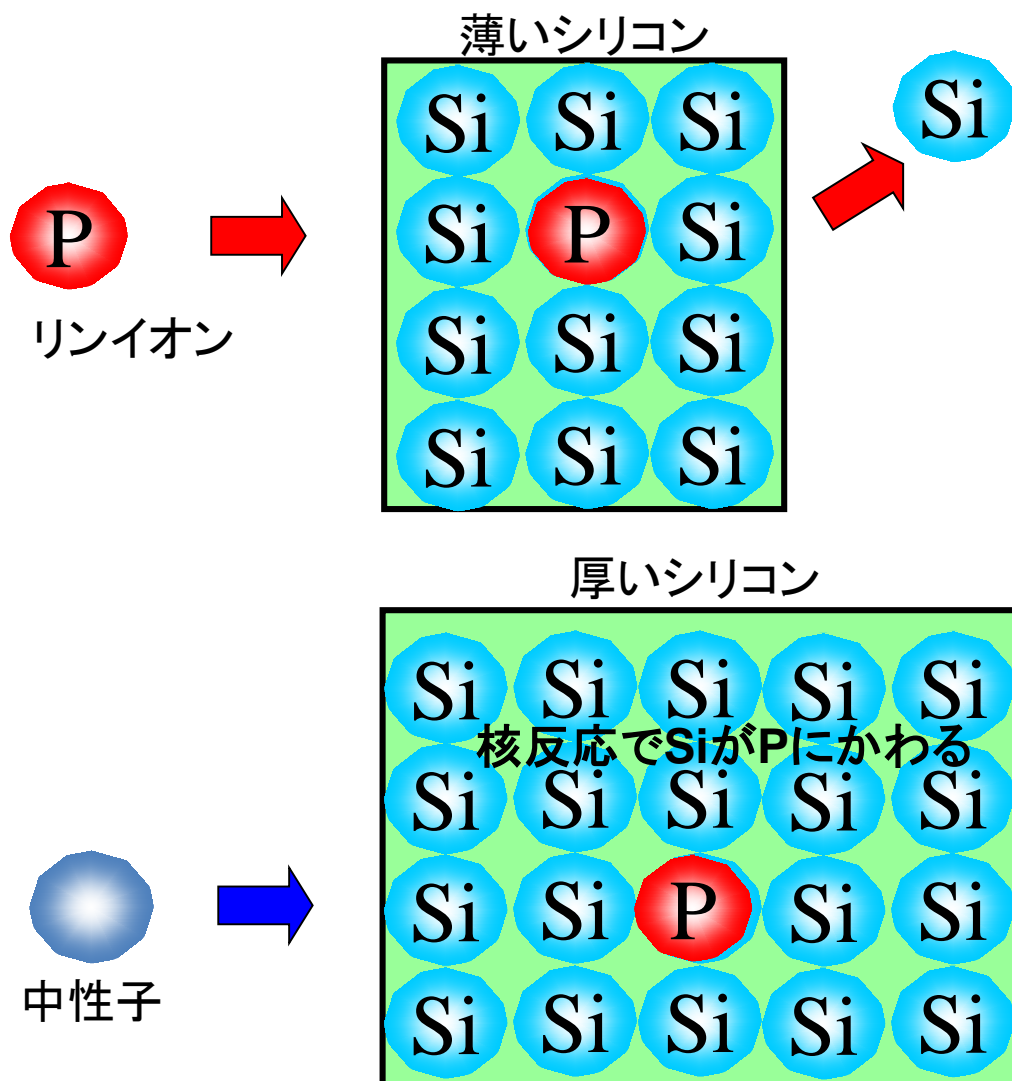 薄いシリコン
Si Si Si Si
P Si P Si
リンイオン
Si Si Si
Si Si Si
厚いシリコン
Si Si Si Si Si
核反応でSiがPにかわる
Si Si Si Si Si
Si Si P Si Si
中性子
Si Si Si Si Si